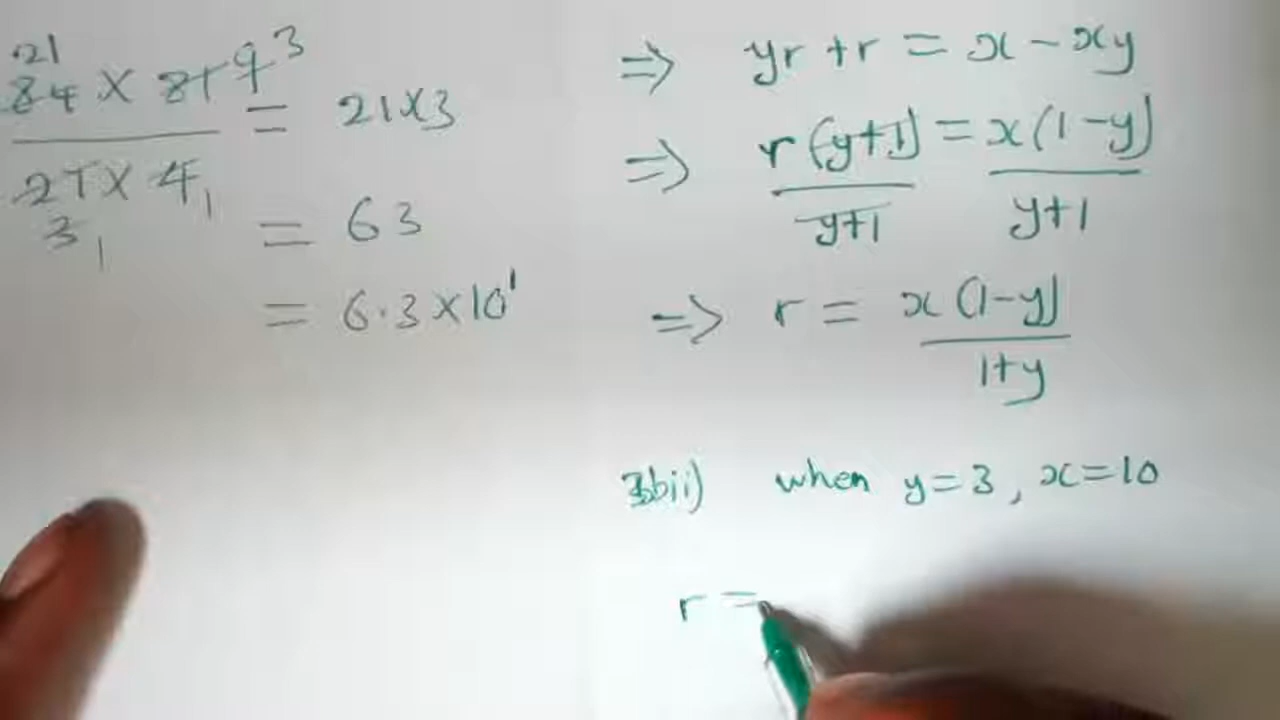 21
84 × 81 9 3
27 × 4 1
3 1
= 21×3
= 63
= 6.3×10¹
⇒ yr + r = x − xy
⇒ r(y+1) = x(1−y)
y+1 y+1
⇒ r = x(1−y)
1+y
3bii) when y=3, x=10
r =